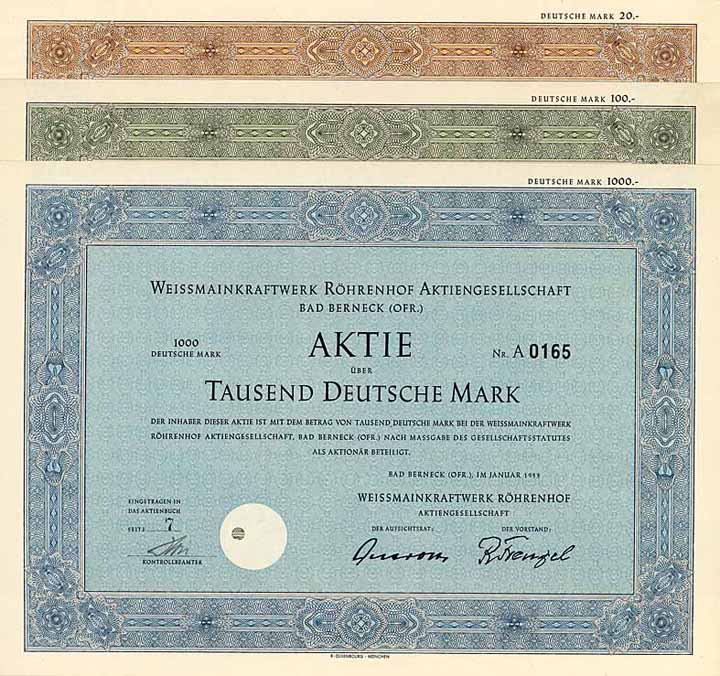 DEUTSCHE MARK 20.-
DEUTSCHE MARK 100.-
DEUTSCHE MARK 1000.-
WEISSMAINKRAFTWERK RÖHRENHOF AKTIENGESELLSCHAFT
BAD BERNECK (OFR.)
1000
DEUTSCHE MARK
AKTIE
NR. A 0165
ÜBER
TAUSEND DEUTSCHE MARK
DER INHABER DIESER AKTIE IST MIT DEM BETRAG VON TAUSEND DEUTSCHE MARK BEI DER WEISSMAINKRAFTWERK
RÖHRENHOF AKTIENGESELLSCHAFT, BAD BERNECK (OFR.) NACH MASSGABE DES GESELLSCHAFTSSTATUTES
ALS AKTIONÄR BETEILIGT.
BAD BERNECK (OFR.), IM JANUAR
WEISSMAINKRAFTWERK RÖHRENHOF
AKTIENGESELLSCHAFT
EINGETRAGEN IN
DAS AKTIENBUCH
SEITE 7
KONTROLLBEAMTER
DER AUFSICHTSRAT:
DER VORSTAND:
R Frenzel
MÜNCHEN